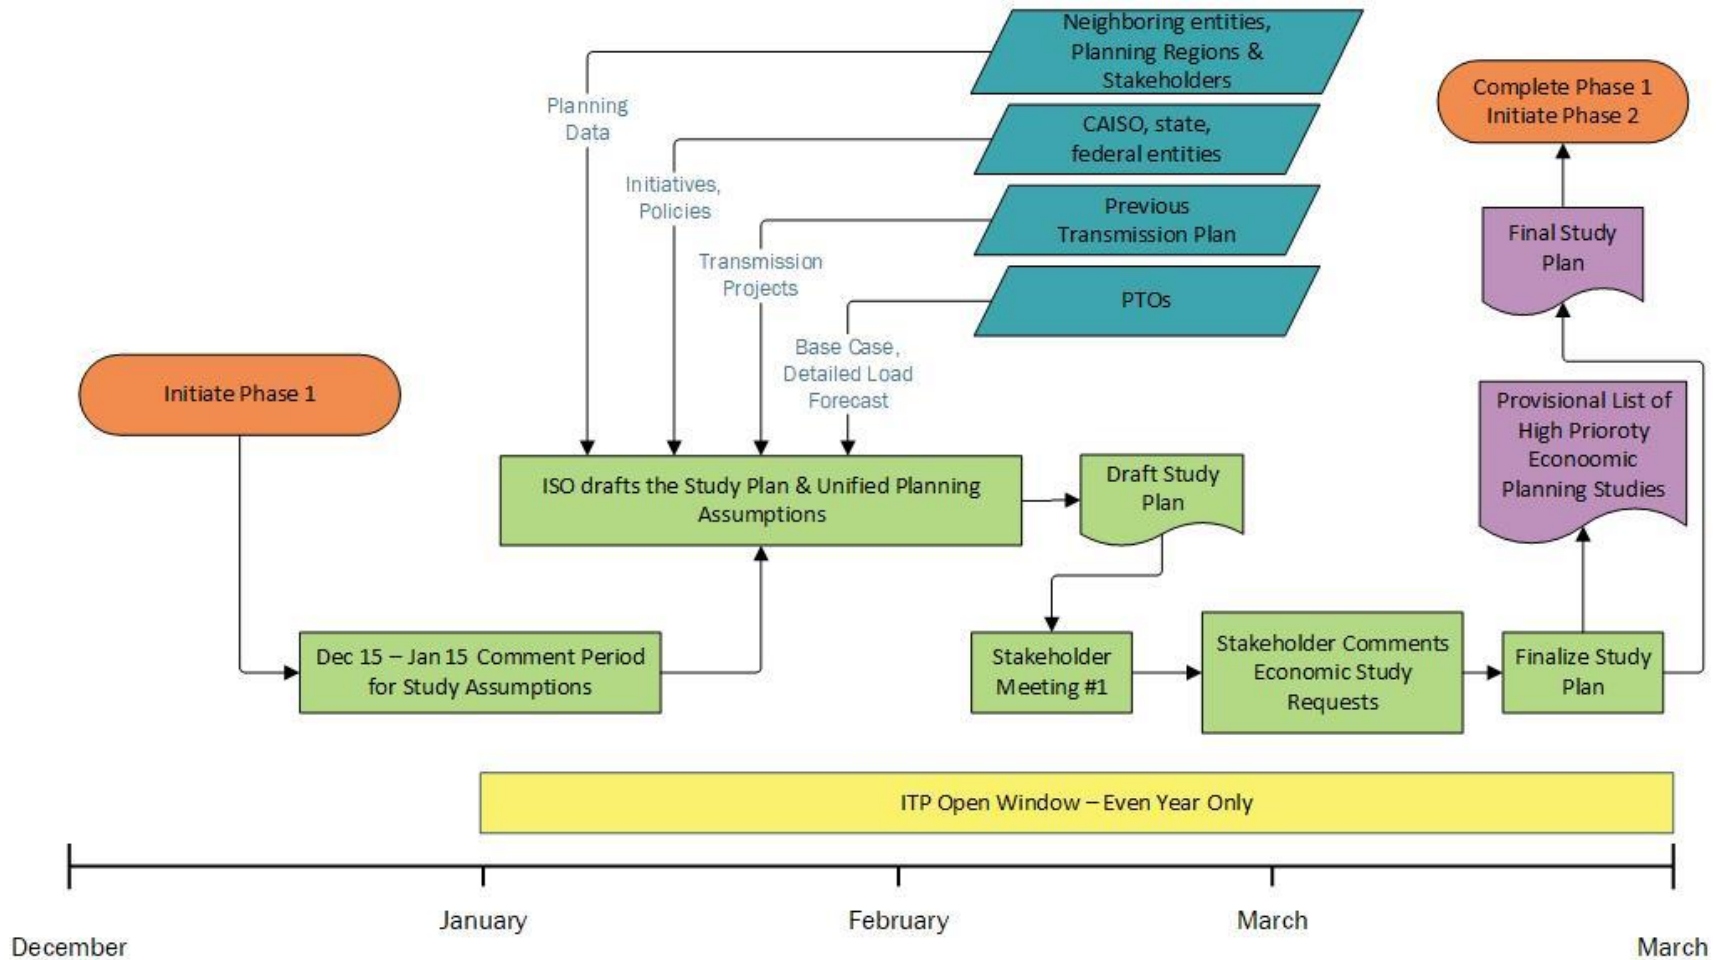 Neighboring entities,
Planning Regions &
Stakeholders
Complete Phase 1
Initiate Phase 2
Planning
Data
CAISO, state,
federal entities
Initiatives,
Policies
Previous
Transmission Plan
Final Study
Plan
Transmission
Projects
PTOs
Base Case,
Detailed Load
Forecast
Initiate Phase 1
Provisional List of
High Prioroty
Econoomic
Planning Studies
ISO drafts the Study Plan & Unified Planning
Assumptions
Draft Study
Plan
Dec 15 – Jan 15 Comment Period
for Study Assumptions
Stakeholder
Meeting #1
Stakeholder Comments
Economic Study
Requests
Finalize Study
Plan
ITP Open Window – Even Year Only
January
February
March
December
March